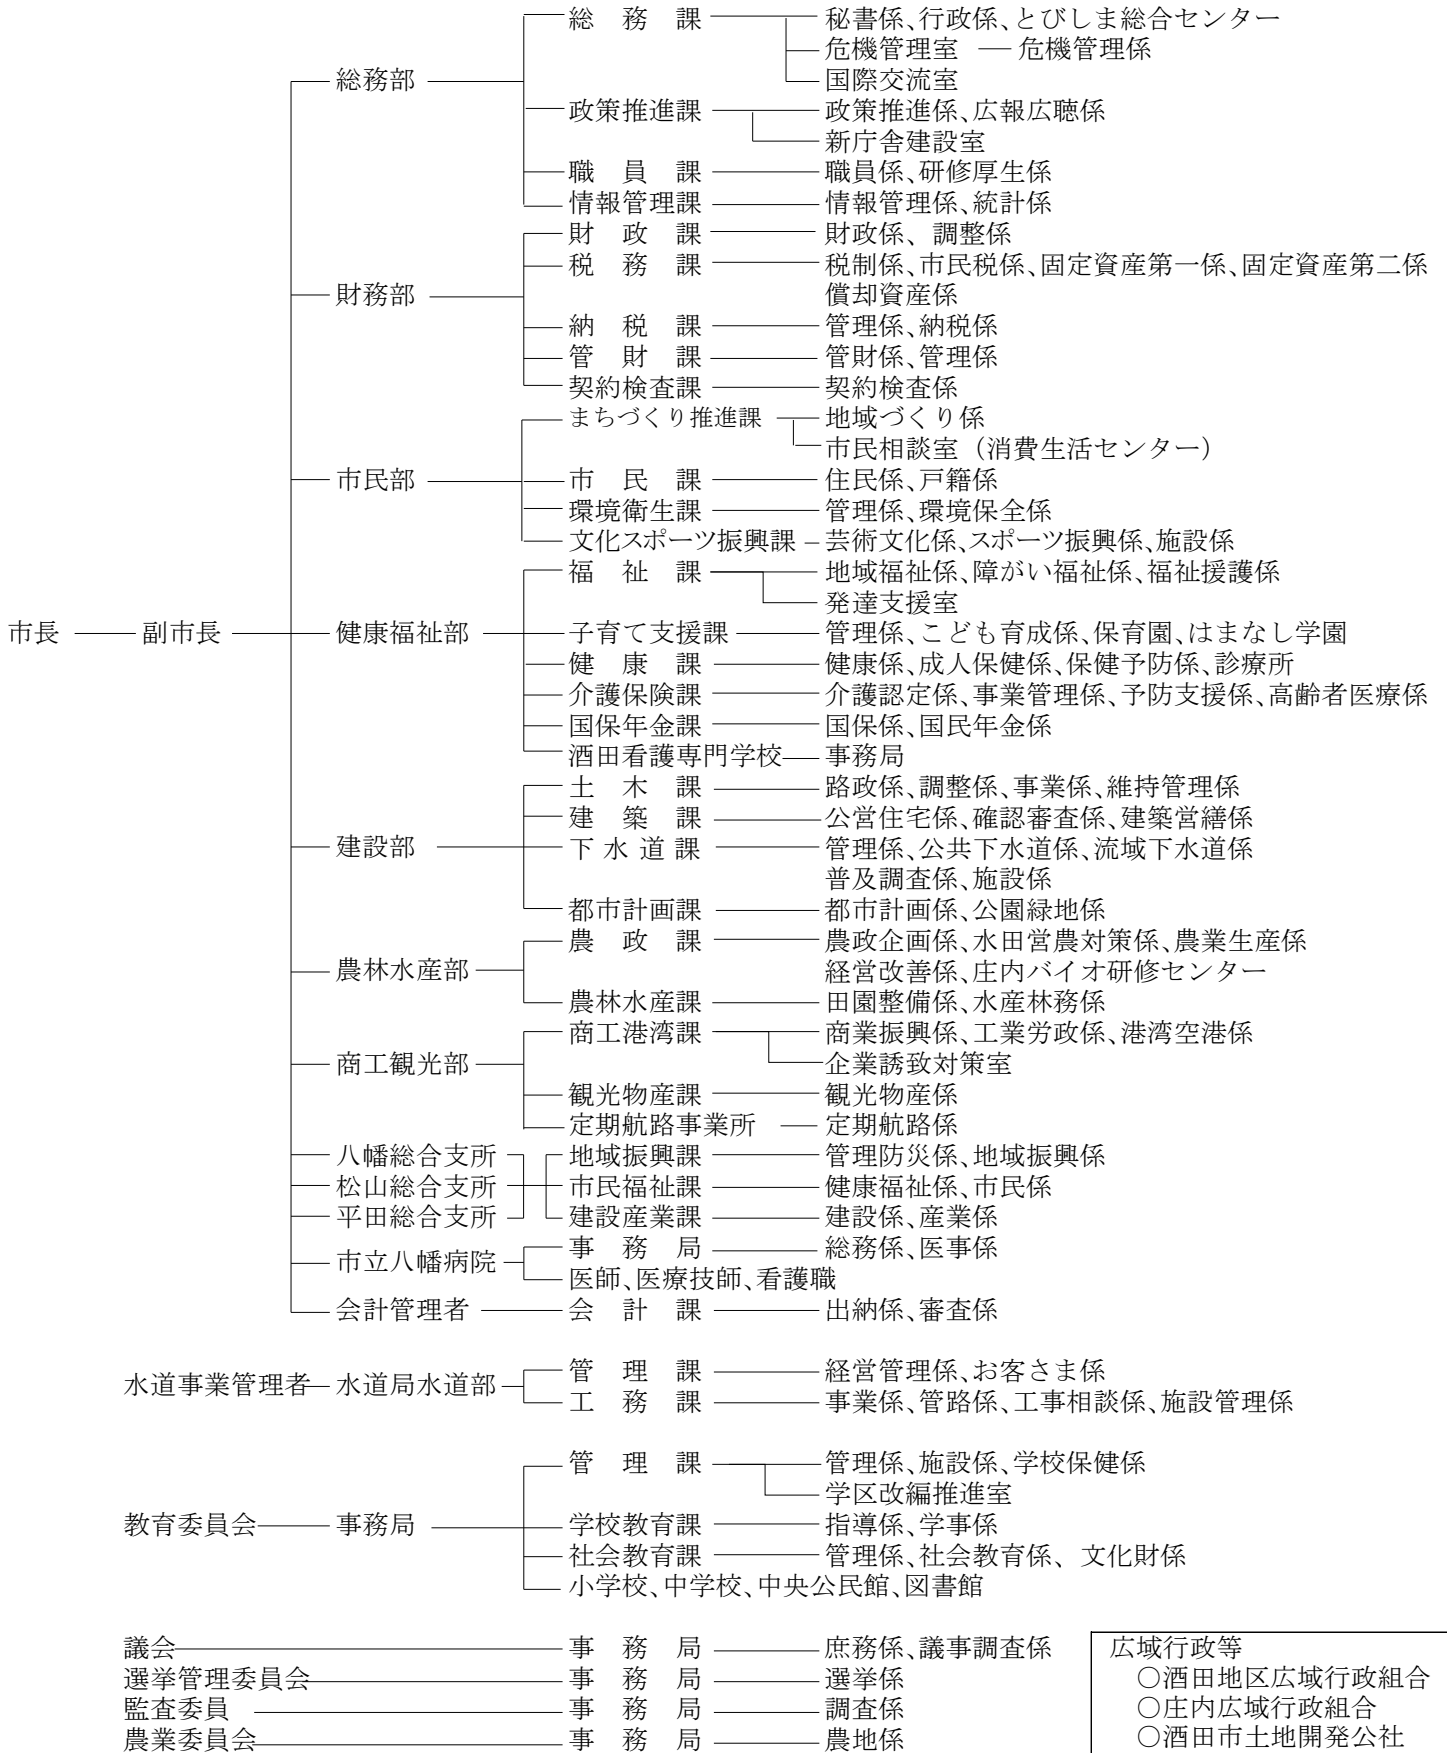 総務課 秘書係、行政係、とびしま総合センター
危機管理室 危機管理係
総務部 国際交流室
政策推進課 政策推進係、広報広聴係
新庁舎建設室
職員課 職員係、研修厚生係
情報管理課 情報管理係、統計係
財政課 財政係、調整係
税務課 税制係、市民税係、固定資産第一係、固定資産第二係
財務部 償却資産係
納税課 管理係、納税係
管財課 管財係、管理係
契約検査課 契約検査係
まちづくり推進課 地域づくり係
市民相談室（消費生活センター）
市民部 市民課 住民係、戸籍係
環境衛生課 管理係、環境保全係
文化スポーツ振興課 芸術文化係、スポーツ振興係、施設係
福祉課 地域福祉係、障がい福祉係、福祉援護係
発達支援室
市長 副市長 健康福祉部 子育て支援課 管理係、こども育成係、保育園、はまなし学園
健康課 健康係、成人保健係、保健予防係、診療所
介護保険課 介護認定係、事業管理係、予防支援係、高齢者医療係
国保年金課 国保係、国民年金係
酒田看護専門学校 事務局
土木課 路政係、調整係、事業係、維持管理係
建築課 公営住宅係、確認審査係、建築営繕係
建設部 下水道課 管理係、公共下水道係、流域下水道係
普及調査係、施設係
都市計画課 都市計画係、公園緑地係
農政課 農政企画係、水田営農対策係、農業生産係
農林水産部 経営改善係、庄内バイオ研修センター
農林水産課 田園整備係、水産林務係
商工港湾課 商業振興係、工業労政係、港湾空港係
商工観光部 企業誘致対策室
観光物産課 観光物産係
定期航路事業所 定期航路係
八幡総合支所 地域振興課 管理防災係、地域振興係
松山総合支所 市民福祉課 健康福祉係、市民係
平田総合支所 建設産業課 建設係、産業係
市立八幡病院 事務局 総務係、医事係
医師、医療技師、看護職
会計管理者 会計課 出納係、審査係
水道事業管理者 水道局水道部 管理課 経営管理係、お客さま係
工務課 事業係、管路係、工事相談係、施設管理係
管理課 管理係、施設係、学校保健係
学区改編推進室
教育委員会 事務局 学校教育課 指導係、学事係
社会教育課 管理係、社会教育係、文化財係
小学校、中学校、中央公民館、図書館
議会 事務局 庶務係、議事調査係
選挙管理委員会 事務局 選挙係
監査委員 事務局 調査係
農業委員会 事務局 農地係
広域行政等
○酒田地区広域行政組合
○庄内広域行政組合
○酒田市土地開発公社